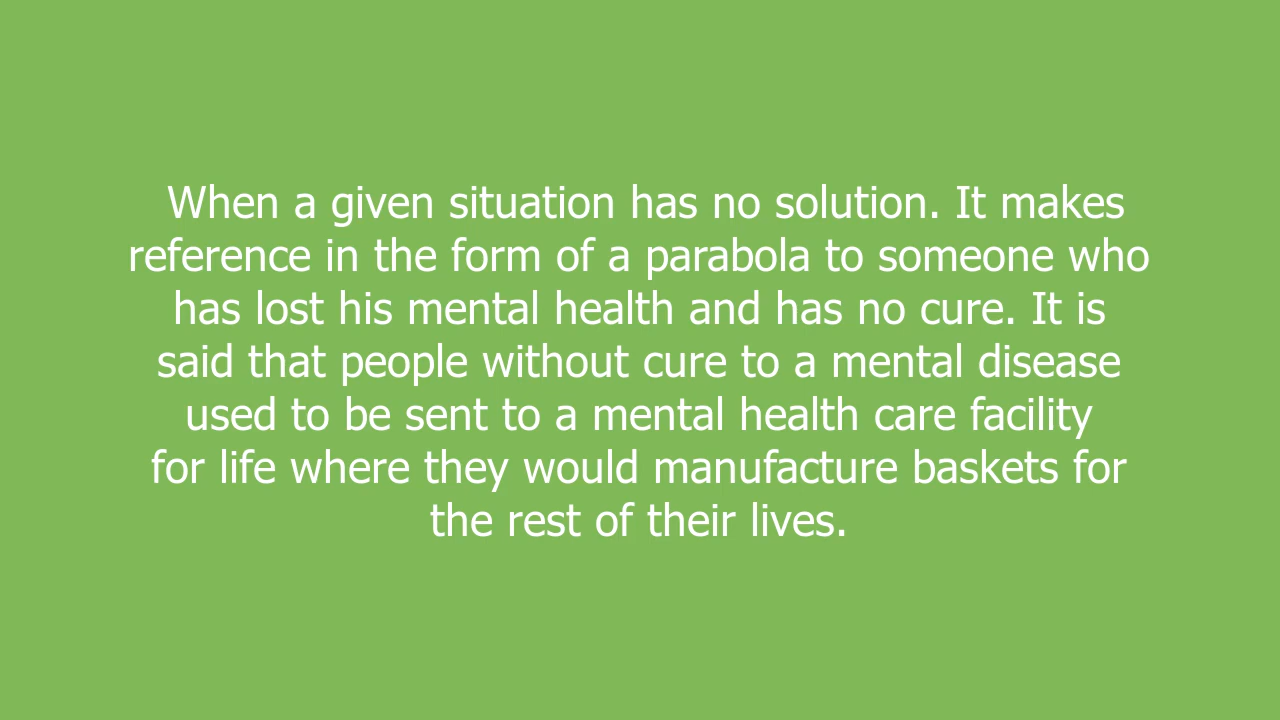 When a given situation has no solution. It makes
reference in the form of a parabola to someone who
has lost his mental health and has no cure. It is
said that people without cure to a mental disease
used to be sent to a mental health care facility
for life where they would manufacture baskets for
the rest of their lives.